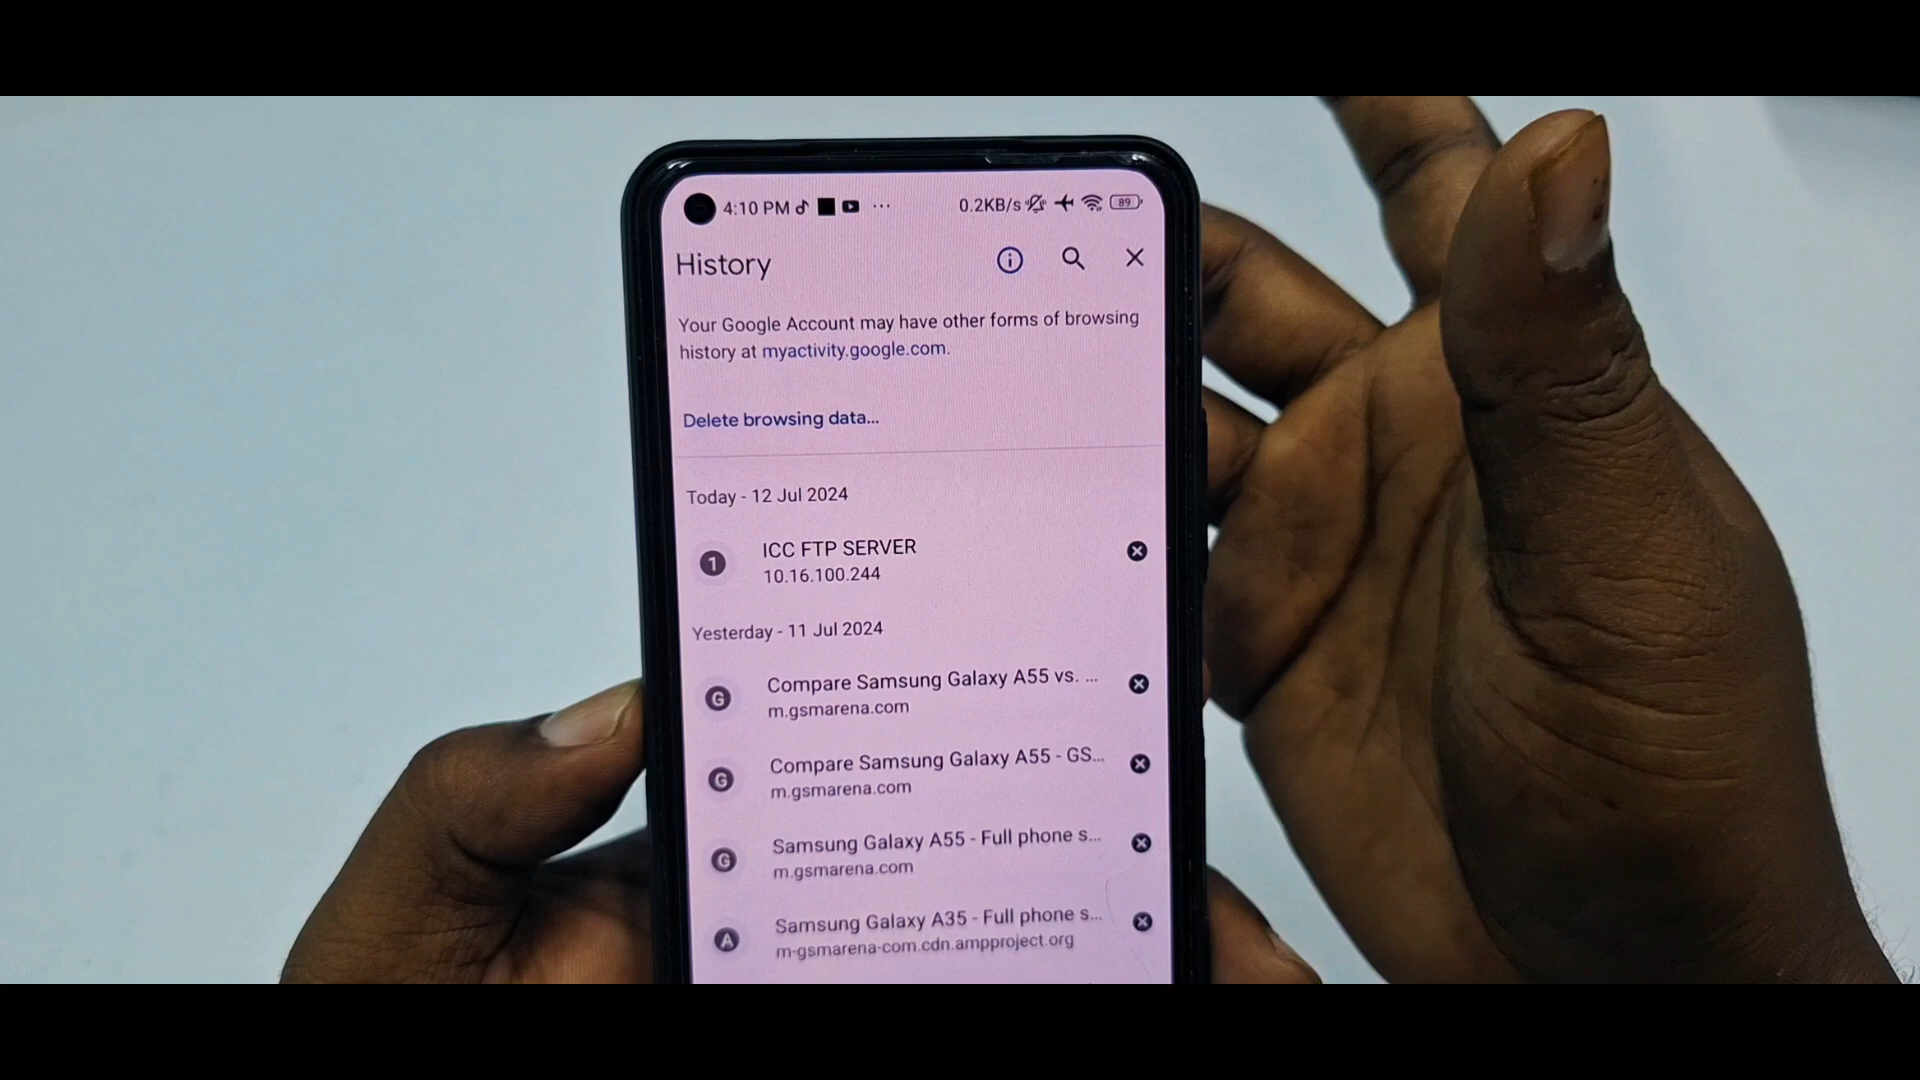 4:10 PM 0.2KB/s 89
History
Your Google Account may have other forms of browsing
history at myactivity.google.com.
Delete browsing data...
Today - 12 Jul 2024
1 ICC FTP SERVER
10.16.100.244
Yesterday - 11 Jul 2024
G Compare Samsung Galaxy A55 vs. ...
m.gsmarena.com
G Compare Samsung Galaxy A55 - GS...
m.gsmarena.com
G Samsung Galaxy A55 - Full phone s...
m.gsmarena.com
A Samsung Galaxy A35 - Full phone s...
m-gsmarena-com.cdn.ampproject.org